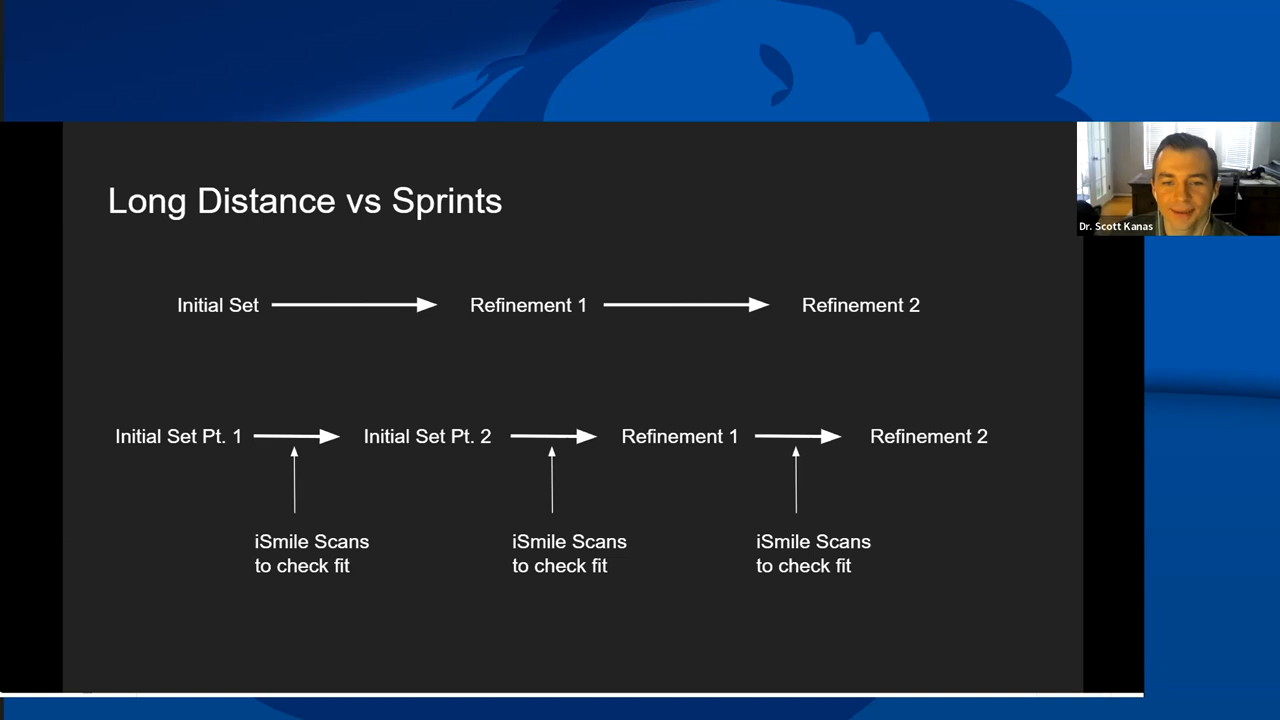 Long Distance vs Sprints
Dr. Scott Kanas
Initial Set
Refinement 1
Refinement 2
Initial Set Pt. 1
Initial Set Pt. 2
Refinement 1
Refinement 2
iSmile Scans
to check fit
iSmile Scans
to check fit
iSmile Scans
to check fit